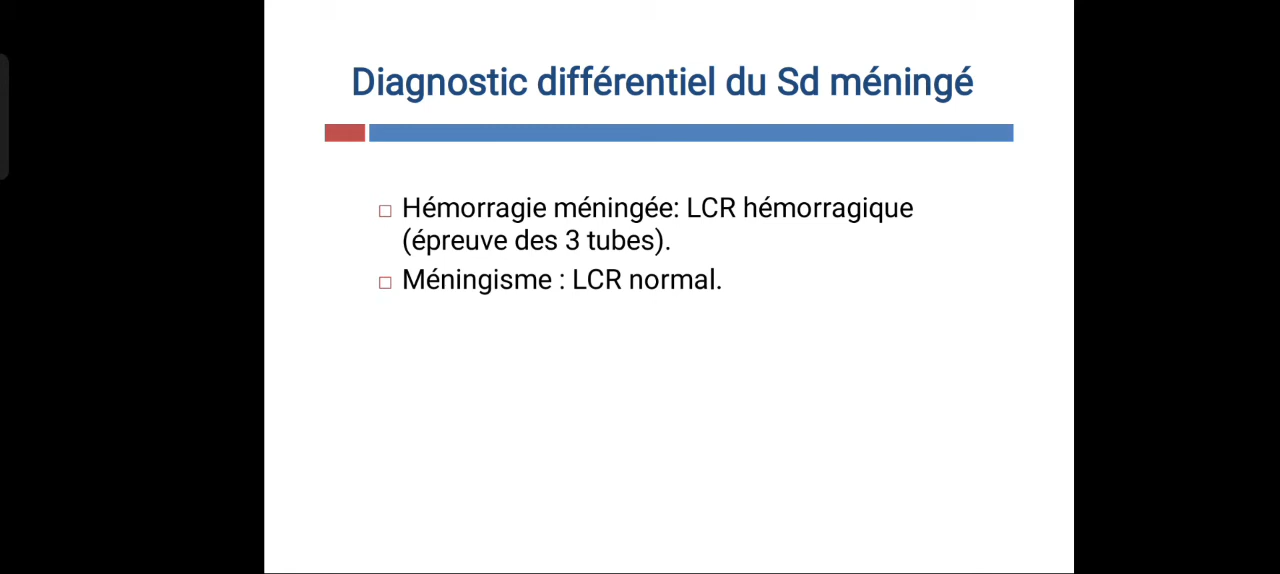 Diagnostic différentiel du Sd méningé
Hémorragie méningée: LCR hémorragique
(épreuve des 3 tubes).
Méningisme : LCR normal.